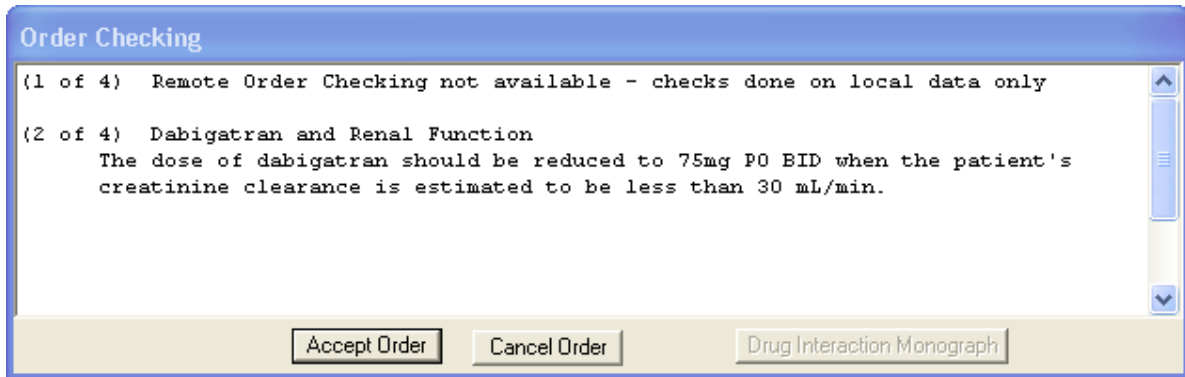 Order Checking
(1 of 4)  Remote Order Checking not available - checks done on local data only
(2 of 4)  Dabigatran and Renal Function
The dose of dabigatran should be reduced to 75mg PO BID when the patient's
creatinine clearance is estimated to be less than 30 mL/min.
Accept Order
Cancel Order
Drug Interaction Monograph